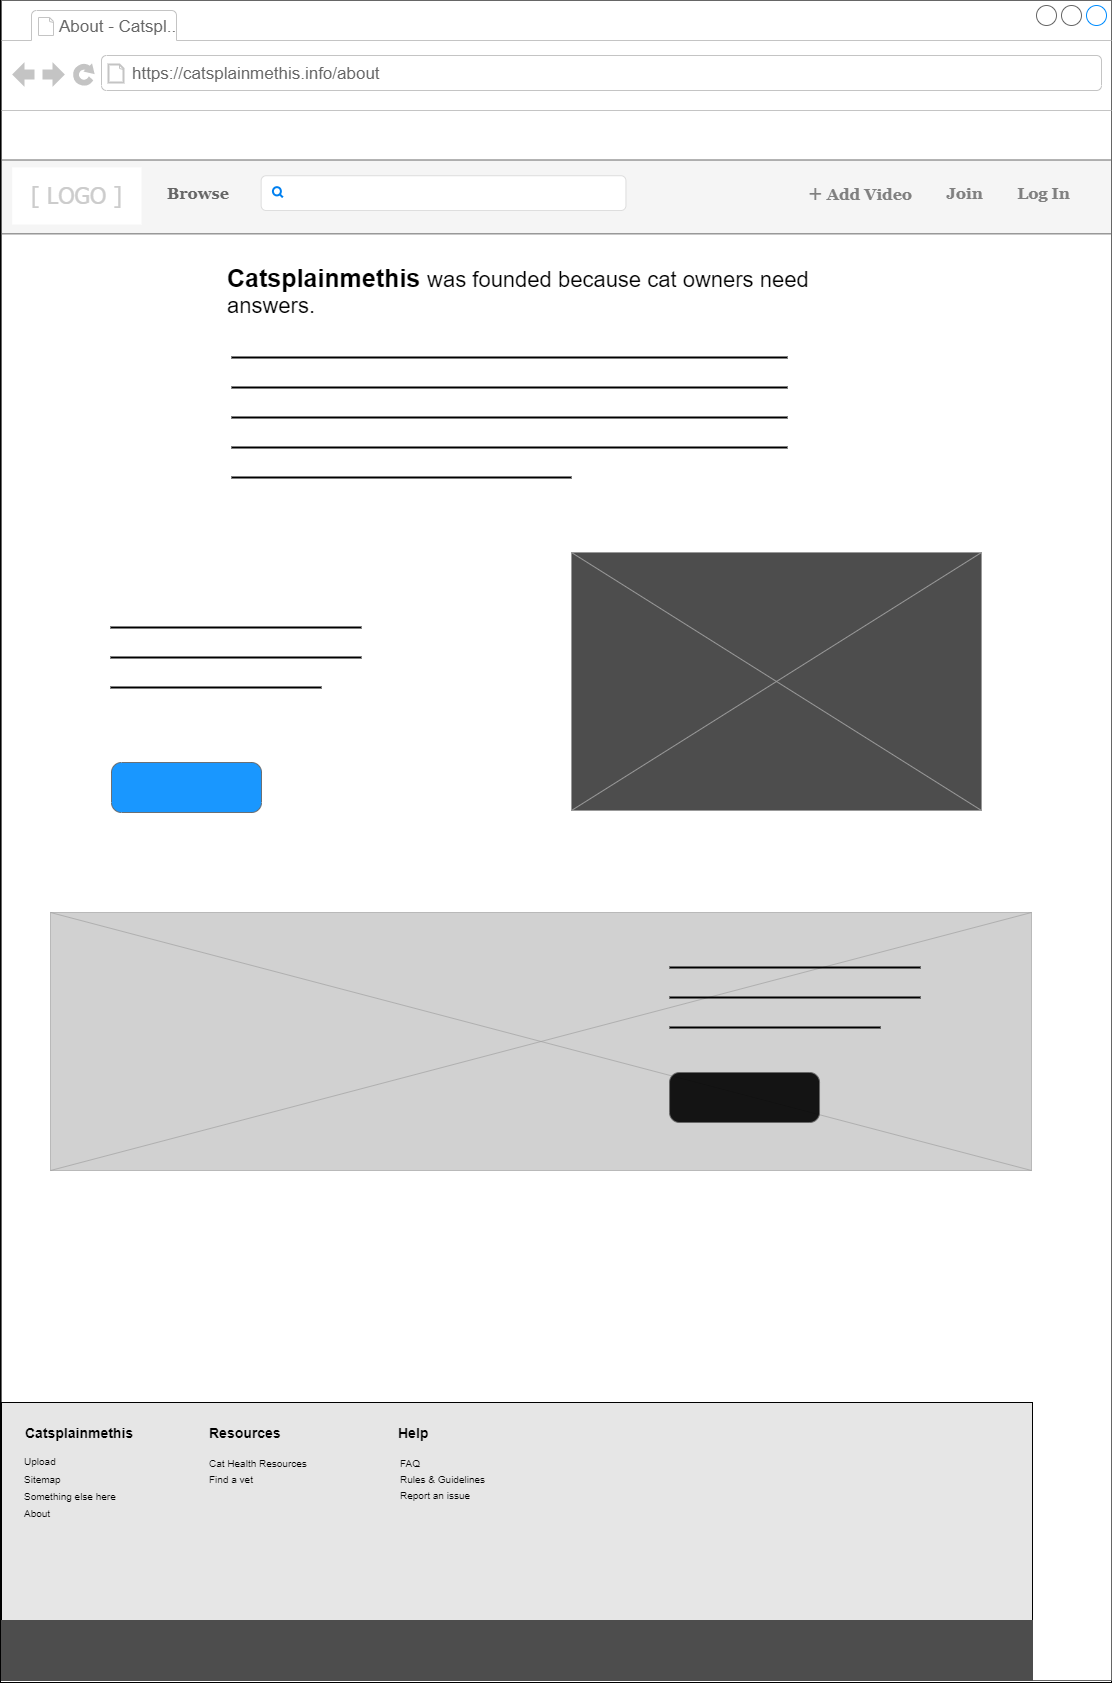 About - Catspl..
https://catsplainmethis.info/about
[ LOGO ]
Browse
+ Add Video
Join
Log In
Catsplainmethis was founded because cat owners need
answers.
Catsplainmethis
Upload
Sitemap
Something else here
About
Resources
Cat Health Resources
Find a vet
Help
FAQ
Rules & Guidelines
Report an issue